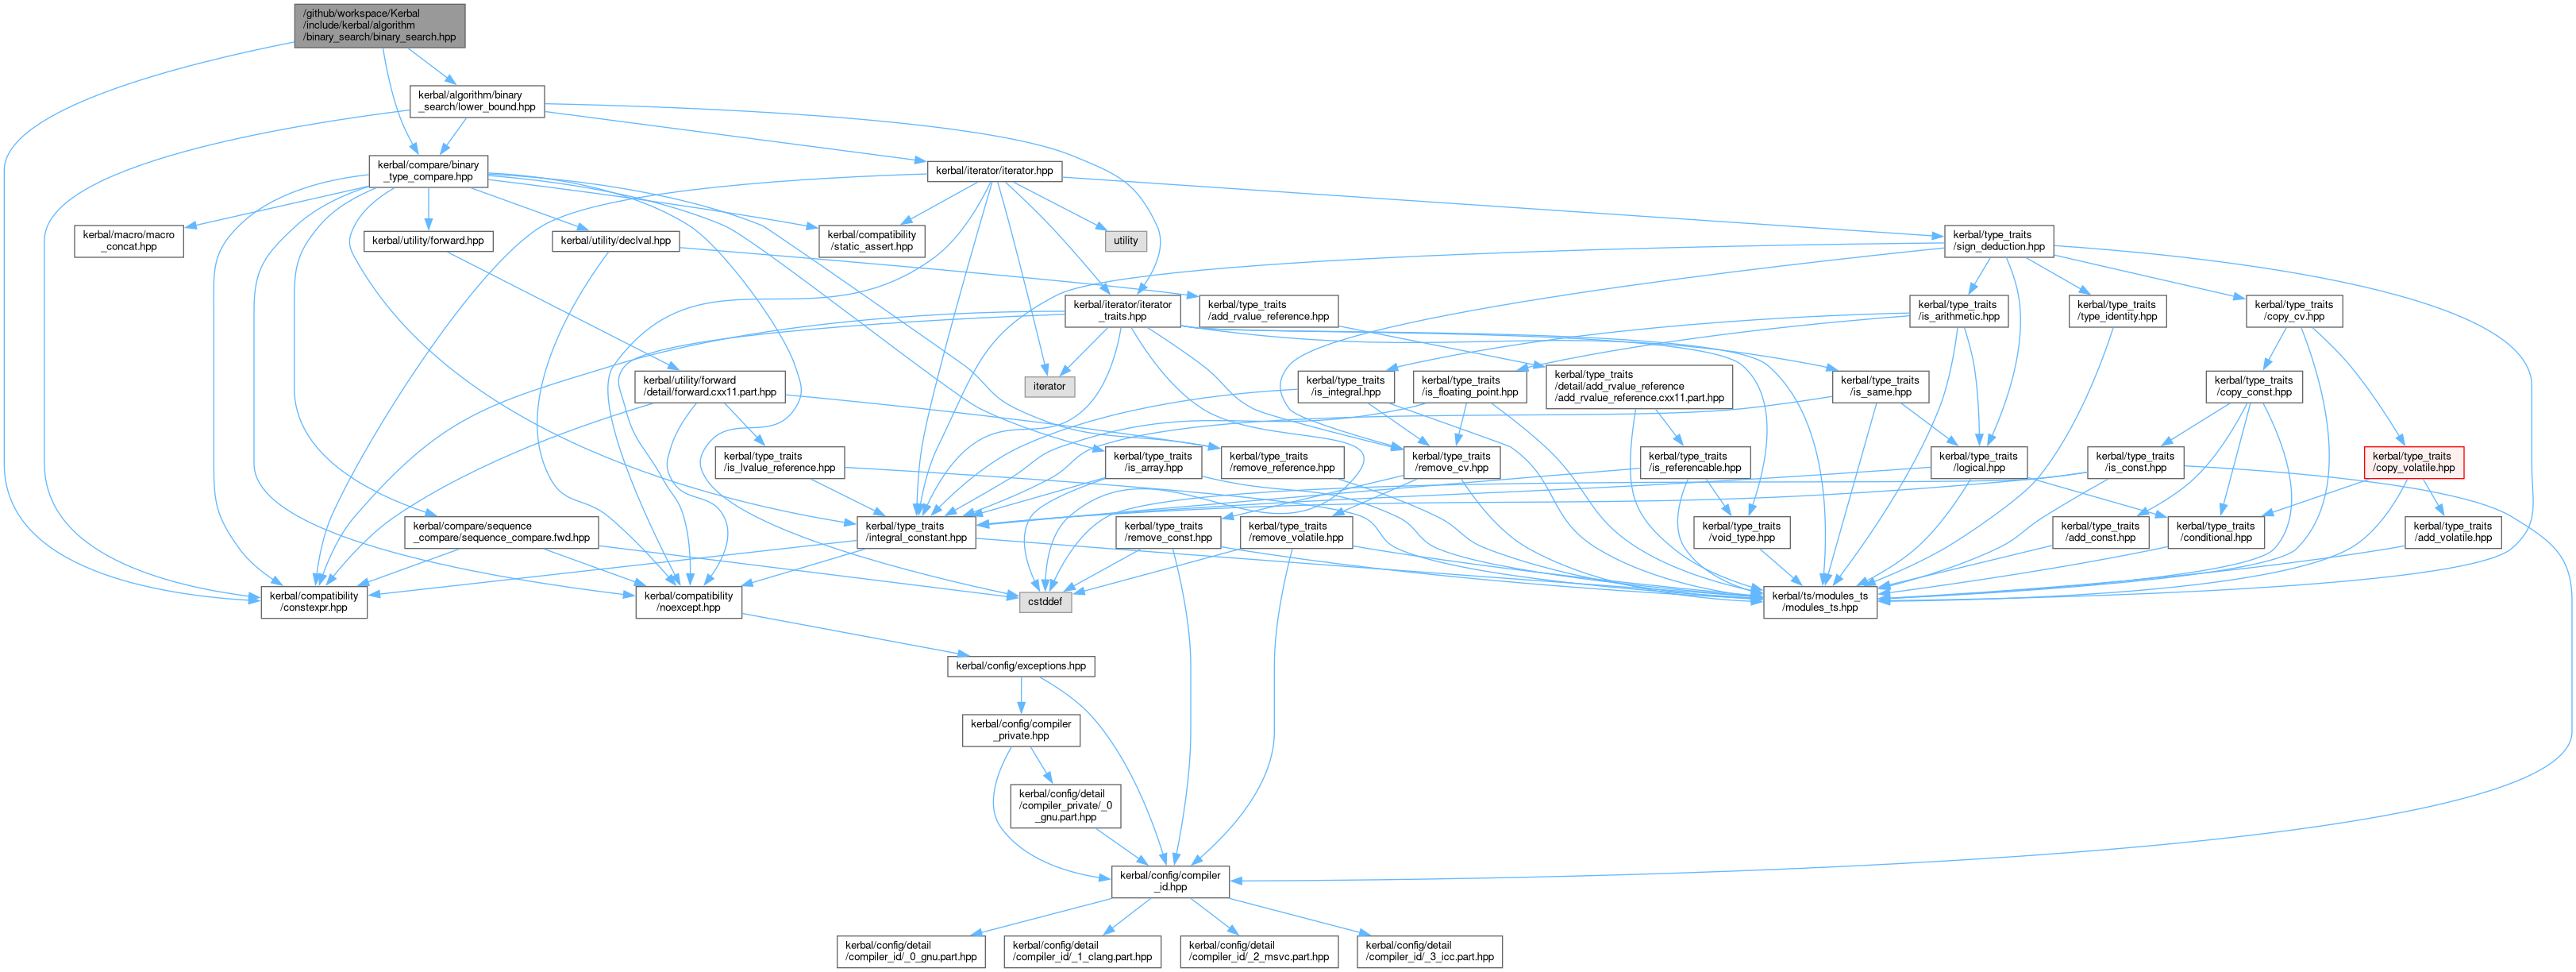 /github/workspace/Kerbal
/include/kerbal/algorithm
/binary_search/binary_search.hpp
kerbal/algorithm/binary
_search/lower_bound.hpp
kerbal/compare/binary
_type_compare.hpp
kerbal/iterator/iterator.hpp
kerbal/macro/macro
_concat.hpp
kerbal/utility/forward.hpp
kerbal/utility/declval.hpp
kerbal/compatibility
/static_assert.hpp
utility
kerbal/type_traits
/sign_deduction.hpp
kerbal/iterator/iterator
_traits.hpp
kerbal/type_traits
/add_rvalue_reference.hpp
kerbal/type_traits
/is_arithmetic.hpp
kerbal/type_traits
/type_identity.hpp
kerbal/type_traits
/copy_cv.hpp
kerbal/utility/forward
/detail/forward.cxx11.part.hpp
iterator
kerbal/type_traits
/is_integral.hpp
kerbal/type_traits
/is_floating_point.hpp
kerbal/type_traits
/detail/add_rvalue_reference
/add_rvalue_reference.cxx11.part.hpp
kerbal/type_traits
/is_same.hpp
kerbal/type_traits
/copy_const.hpp
kerbal/type_traits
/is_lvalue_reference.hpp
kerbal/type_traits
/is_array.hpp
kerbal/type_traits
/remove_reference.hpp
kerbal/type_traits
/remove_cv.hpp
kerbal/type_traits
/is_referencable.hpp
kerbal/type_traits
/logical.hpp
kerbal/type_traits
/is_const.hpp
kerbal/type_traits
/copy_volatile.hpp
kerbal/compare/sequence
_compare/sequence_compare.fwd.hpp
kerbal/type_traits
/integral_constant.hpp
kerbal/type_traits
/remove_const.hpp
kerbal/type_traits
/remove_volatile.hpp
kerbal/type_traits
/void_type.hpp
kerbal/type_traits
/add_const.hpp
kerbal/type_traits
/conditional.hpp
kerbal/type_traits
/add_volatile.hpp
kerbal/compatibility
/constexpr.hpp
kerbal/compatibility
/noexcept.hpp
cstddef
kerbal/ts/modules_ts
/modules_ts.hpp
kerbal/config/exceptions.hpp
kerbal/config/compiler
_private.hpp
kerbal/config/detail
/compiler_private/_0
_gnu.part.hpp
kerbal/config/compiler
_id.hpp
kerbal/config/detail
/compiler_id/_0_gnu.part.hpp
kerbal/config/detail
/compiler_id/_1_clang.part.hpp
kerbal/config/detail
/compiler_id/_2_msvc.part.hpp
kerbal/config/detail
/compiler_id/_3_icc.part.hpp